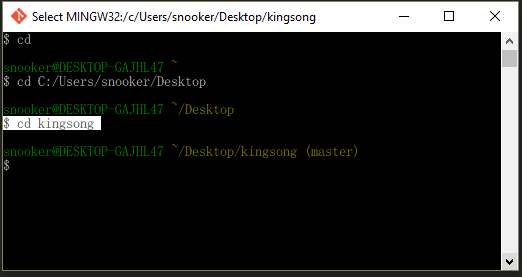 Select MINGW32:/c/Users/snooker/Desktop/kingsong
$ cd
snooker@DESKTOP-GAJHL47 ~
$ cd C:/Users/snooker/Desktop
snooker@DESKTOP-GAJHL47 ~/Desktop
$ cd kingsong
snooker@DESKTOP-GAJHL47 ~/Desktop/kingsong (master)
$